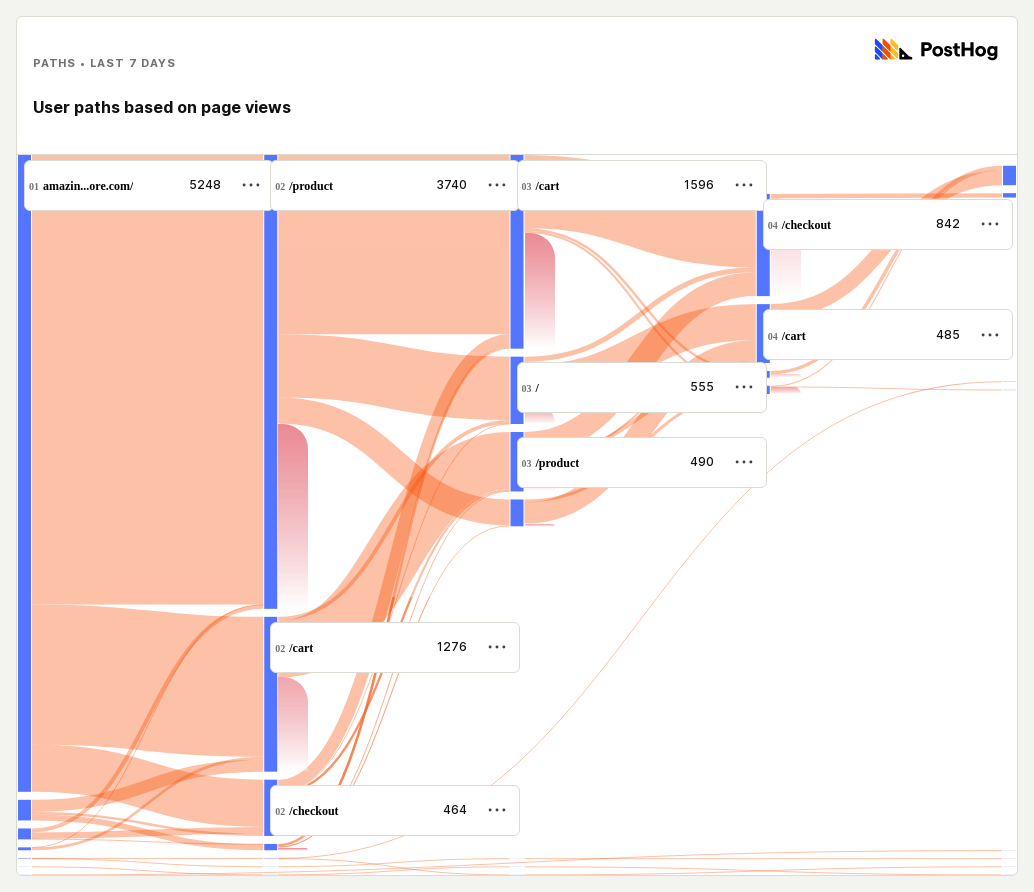 PostHog
PATHS • LAST 7 DAYS
User paths based on page views
01 amazin...ore.com/ 5248
02 /product 3740
03 /cart 1596
04 /checkout 842
04 /cart 485
03 / 555
03 /product 490
02 /cart 1276
02 /checkout 464